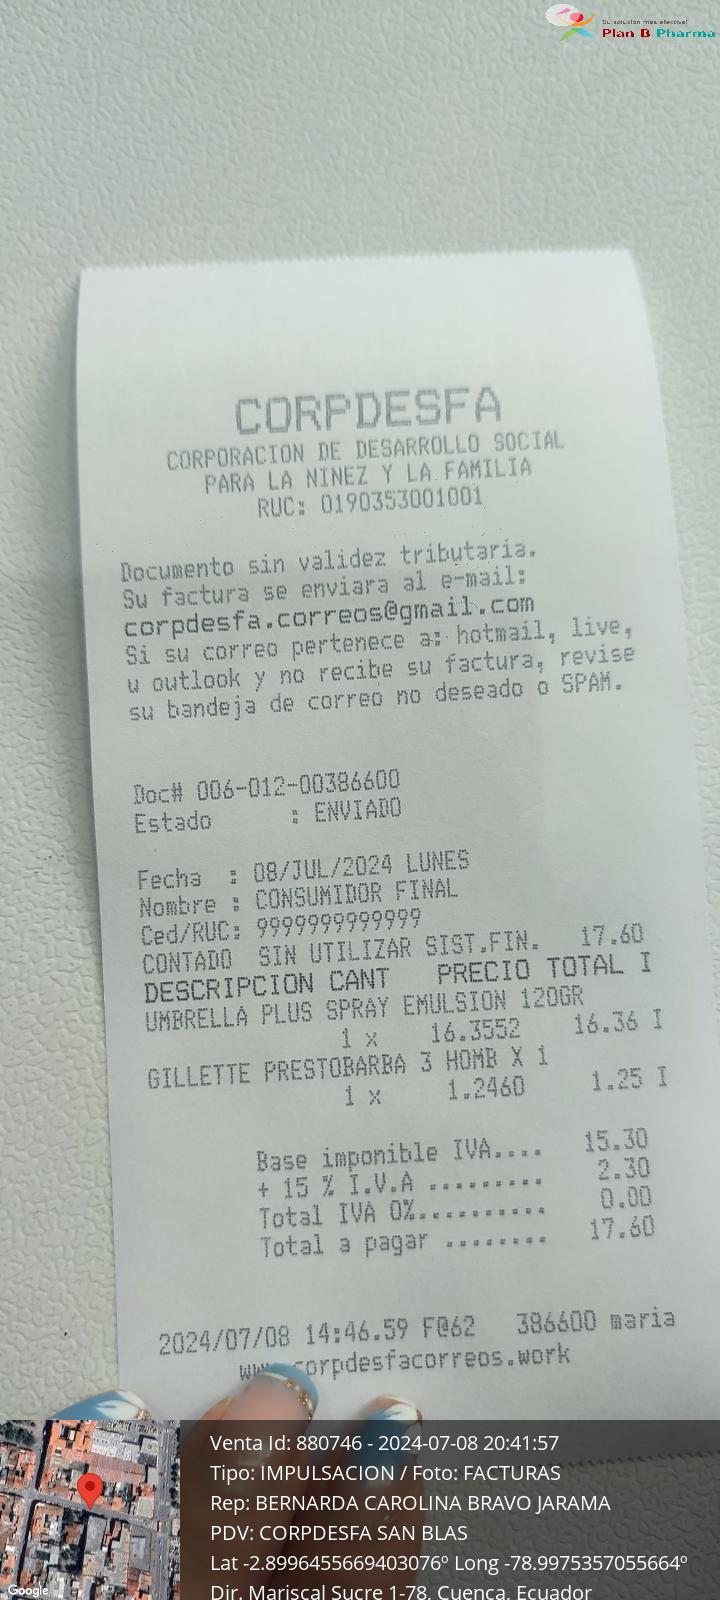 Su solucion mas efectiva!
Plan B Pharma
CORPDESFA
CORPORACION DE DESARROLLO SOCIAL
PARA LA NINEZ Y LA FAMILIA
RUC: 0190353001001
Documento sin validez tributaria.
Su factura se enviara al e-mail:
corpdesfa.correos@gmail.com
Si su correo pertenece a: hotmail, live,
u outlook y no recibe su factura, revise
su bandeja de correo no deseado o SPAM.
Doc# 006-012-00386600
Estado : ENVIADO
Fecha : 08/JUL/2024 LUNES
Nombre : CONSUMIDOR FINAL
Ced/RUC: 9999999999999
CONTADO SIN UTILIZAR SIST.FIN. 17.60
DESCRIPCION CANT PRECIO TOTAL I
UMBRELLA PLUS SPRAY EMULSION 120GR
1 x 16.3552 16.36 I
GILLETTE PRESTOBARBA 3 HOMB X 1
1 x 1.2460 1.25 I
Base imponible IVA.... 15.30
+ 15 % I.V.A ......... 2.30
Total IVA 0%.......... 0.00
Total a pagar ........ 17.60
2024/07/08 14:46.59 F@62 386600 maria
www.corpdesfacorreos.work
Venta Id: 880746 - 2024-07-08 20:41:57
Tipo: IMPULSACION / Foto: FACTURAS
Rep: BERNARDA CAROLINA BRAVO JARAMA
PDV: CORPDESFA SAN BLAS
Lat -2.8996455669403076º Long -78.9975357055664º
Dir. Mariscal Sucre 1-78, Cuenca, Ecuador
Google